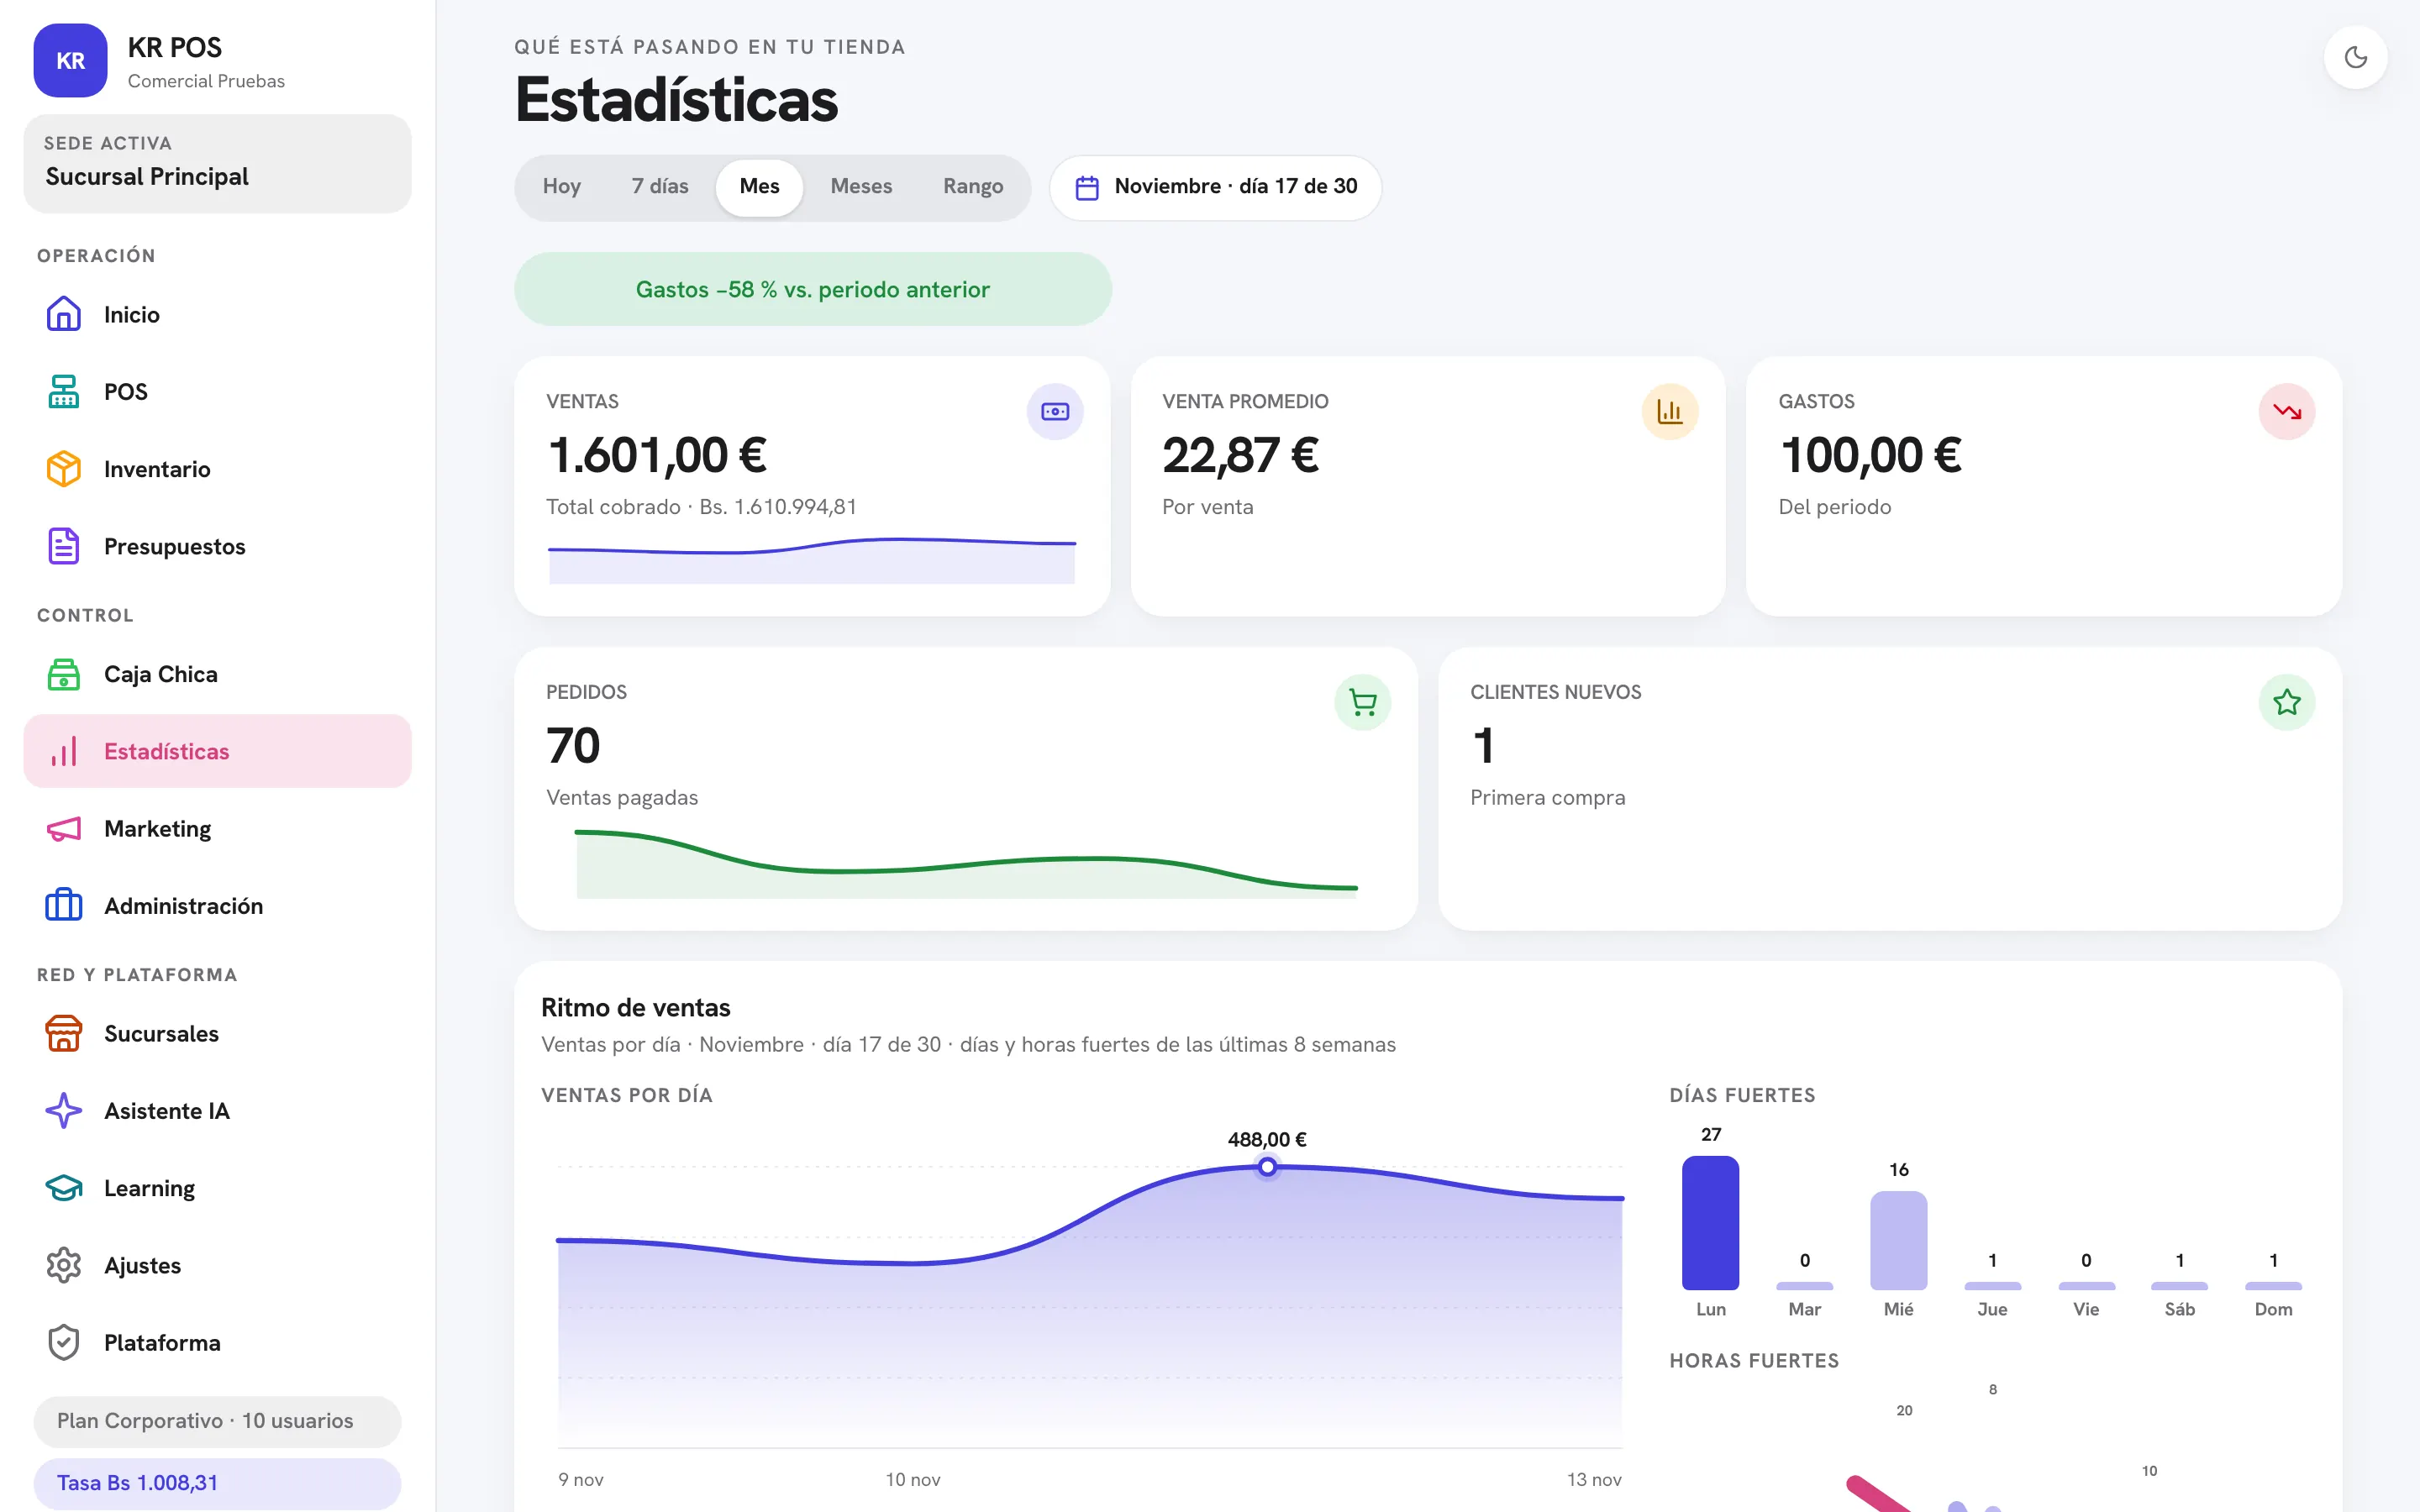 KR
KR POS
Comercial Pruebas
SEDE ACTIVA
Sucursal Principal
OPERACIÓN
Inicio
POS
Inventario
Presupuestos
CONTROL
Caja Chica
Estadísticas
Marketing
Administración
RED Y PLATAFORMA
Sucursales
Asistente IA
Learning
Ajustes
Plataforma
Plan Corporativo · 10 usuarios
Tasa Bs 1.008,31
QUÉ ESTÁ PASANDO EN TU TIENDA
Estadísticas
Hoy 7 días Mes Meses Rango Noviembre · día 17 de 30
Gastos −58 % vs. periodo anterior
VENTAS
1.601,00 €
Total cobrado · Bs. 1.610.994,81
VENTA PROMEDIO
22,87 €
Por venta
GASTOS
100,00 €
Del periodo
PEDIDOS
70
Ventas pagadas
CLIENTES NUEVOS
1
Primera compra
Ritmo de ventas
Ventas por día · Noviembre · día 17 de 30 · días y horas fuertes de las últimas 8 semanas
VENTAS POR DÍA
488,00 €
9 nov 10 nov 13 nov
DÍAS FUERTES
27 0 16 1 0 1 1
Lun Mar Mié Jue Vie Sáb Dom
HORAS FUERTES
8
20
10